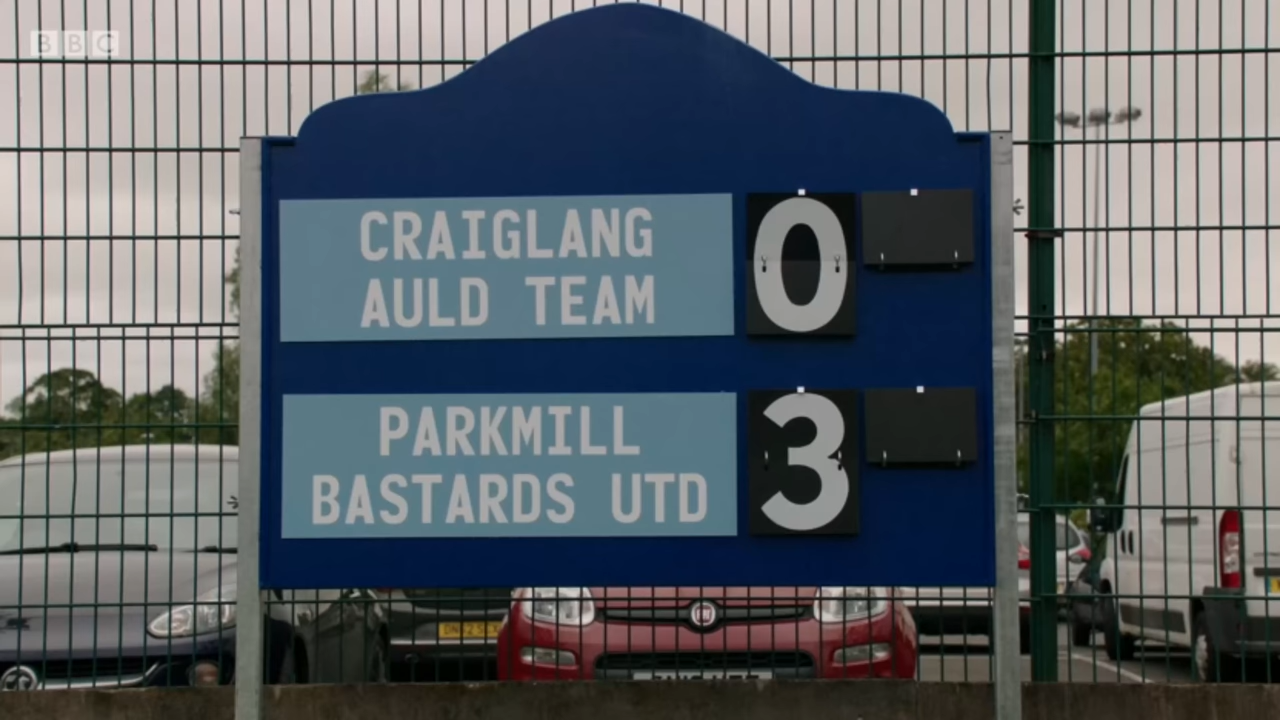 BBC
CRAIGLANG
AULD TEAM
0
PARKMILL
BASTARDS UTD
3